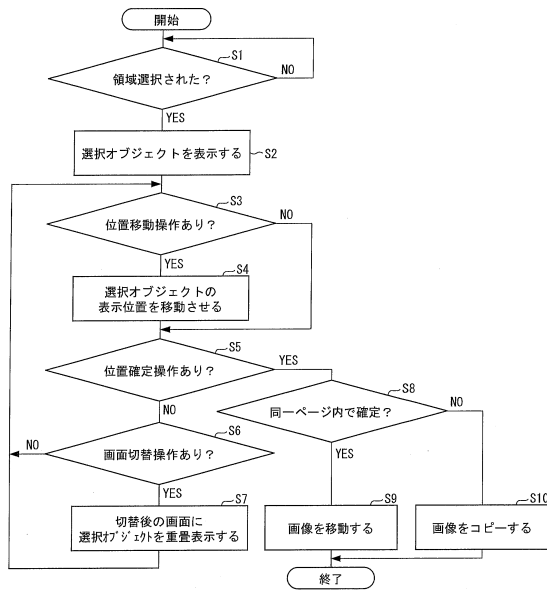 開始
S1
領域選択された？
NO
YES
選択オブジェクトを表示する
S2
S3
位置移動操作あり？
NO
YES
S4
選択オブジェクトの
表示位置を移動させる
S5
位置確定操作あり？
YES
NO
S8
同一ページ内で確定？
NO
YES
S6
画面切替操作あり？
NO
YES
S7
切替後の画面に
選択ｵﾌﾞｼﾞｪｸﾄを重畳表示する
S9
画像を移動する
S10
画像をコピーする
終了